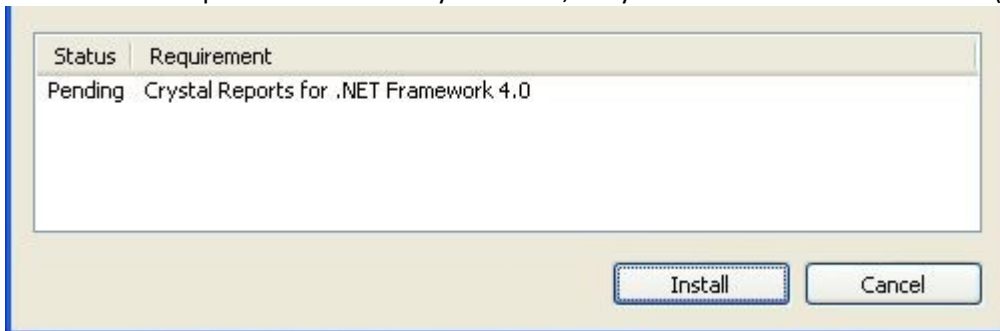 Status Requirement
Pending Crystal Reports for .NET Framework 4.0
Install Cancel